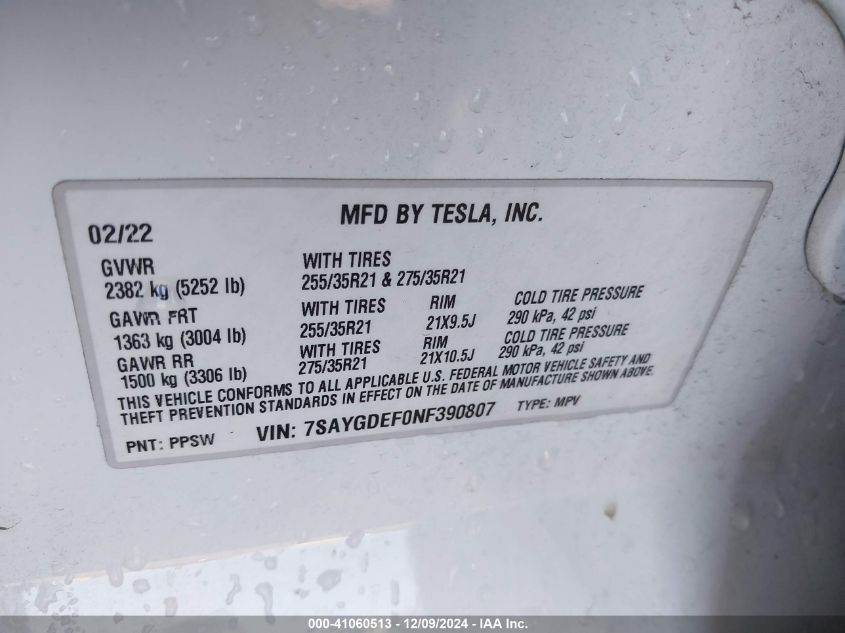 MFD BY TESLA, INC.
02/22
GVWR
2382 kg (5252 lb)
WITH TIRES
255/35R21 & 275/35R21
GAWR FRT
1363 kg (3004 lb)
WITH TIRES
255/35R21
RIM
21X9.5J
COLD TIRE PRESSURE
290 kPa, 42 psi
GAWR RR
1500 kg (3306 lb)
WITH TIRES
275/35R21
RIM
21X10.5J
COLD TIRE PRESSURE
290 kPa, 42 psi
THIS VEHICLE CONFORMS TO ALL APPLICABLE U.S. FEDERAL MOTOR VEHICLE SAFETY AND
THEFT PREVENTION STANDARDS IN EFFECT ON THE DATE OF MANUFACTURE SHOWN ABOVE.
PNT: PPSW VIN: 7SAYGDEF0NF390807 TYPE: MPV
000-41060513 - 12/09/2024 - IAA Inc.